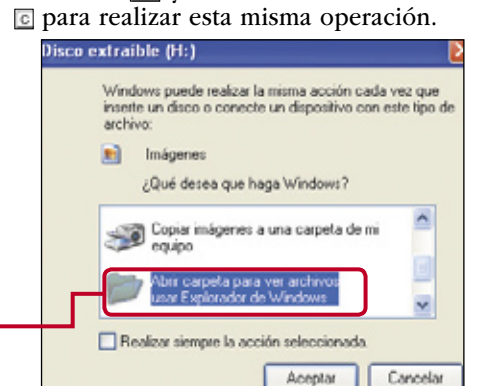 C para realizar esta misma operación.
Disco extraible (H:)
Windows puede realizar la misma acción cada vez que
inserte un disco o conecte un dispositivo con este tipo de
archivo:
Imágenes
¿Qué desea que haga Windows?
Copiar imágenes a una carpeta de mi
equipo
Abrir carpeta para ver archivos
usar Explorador de Windows
Realizar siempre la acción seleccionada.
Aceptar Cancelar